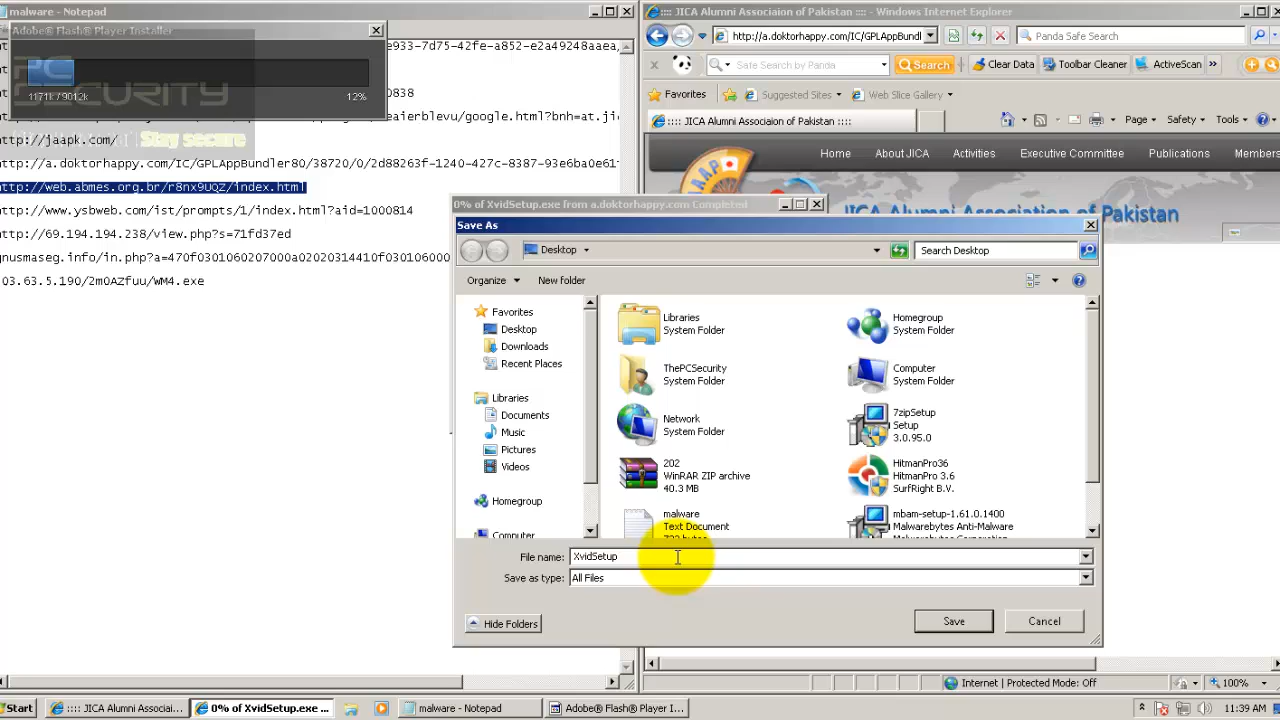 malware - Notepad
Adobe® Flash® Player Installer
e933-7d75-42fe-a852-e2a49248aaea,
PC
SECURITY
1171k / 9012k
12%
0838
ealerblevu/google.html?bnh=at.jic
http://jaapk.com/
Stay secure
http://a.doktorhappy.com/IC/GPLAppBundler80/38720/0/2d88263f-1240-427c-8387-93e6ba0e61
http://web.abmes.org.br/r8nx9UQZ/index.html
http://www.ysbweb.com/ist/prompts/1/index.html?aid=1000814
http://69.194.194.238/view.php?s=71fd37ed
03.63.5.190/2m0AZfuu/WM4.exe
:::: JICA Alumni Associaion of Pakistan :::: - Windows Internet Explorer
http://a.doktorhappy.com/IC/GPLAppBundl
Panda Safe Search
Safe Search by Panda
Search
Clear Data
Toolbar Cleaner
ActiveScan
Favorites
Suggested Sites
Web Slice Gallery
:::: JICA Alumni Associaion of Pakistan ::::
Page
Safety
Tools
Home
About JICA
Activities
Executive Committee
Publications
Members
JICA Alumni Association of Pakistan
0% of XvidSetup.exe from a.doktorhappy.com Completed
Save As
Desktop
Search Desktop
Organize
New folder
Favorites
Desktop
Downloads
Recent Places
Libraries
Documents
Music
Pictures
Videos
Homegroup
Computer
Libraries
System Folder
Homegroup
System Folder
ThePCSecurity
System Folder
Computer
System Folder
Network
System Folder
7zipSetup
Setup
3.0.95.0
202
WinRAR ZIP archive
40.3 MB
HitmanPro36
HitmanPro 3.6
SurfRight B.V.
malware
Text Document
mbam-setup-1.61.0.1400
Malwarebytes Anti-Malware
Malwarebytes Corporation
File name: XvidSetup
Save as type: All Files
Hide Folders
Save
Cancel
Internet | Protected Mode: Off
100%
Start
:::: JICA Alumni Associai...
0% of XvidSetup.exe ...
malware - Notepad
Adobe® Flash® Player I...
11:39 AM